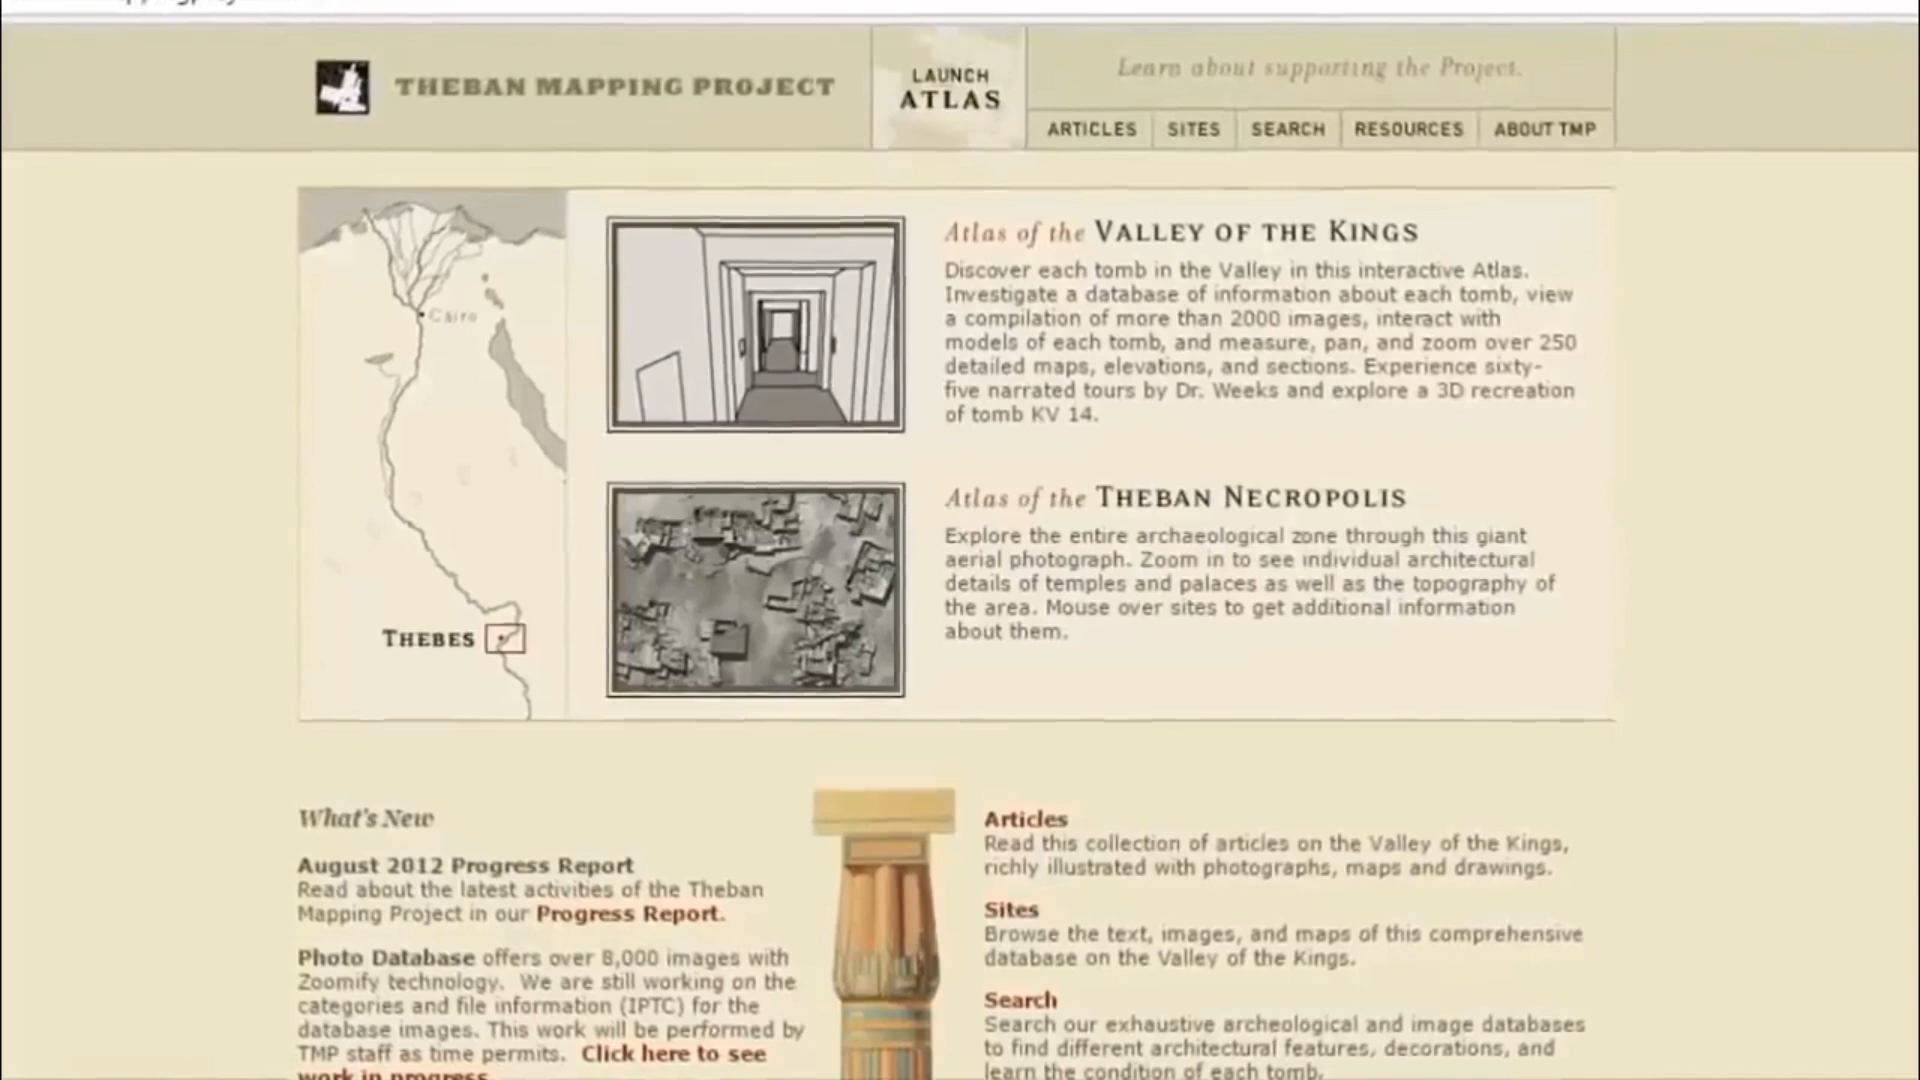 THEBAN MAPPING PROJECT
LAUNCH
ATLAS
Learn about supporting the Project.
ARTICLES
SITES
SEARCH
RESOURCES
ABOUT TMP
Cairo
THEBES
Atlas of the VALLEY OF THE KINGS
Discover each tomb in the Valley in this interactive Atlas.
Investigate a database of information about each tomb, view
a compilation of more than 2000 images, interact with
models of each tomb, and measure, pan, and zoom over 250
detailed maps, elevations, and sections. Experience sixty-
five narrated tours by Dr. Weeks and explore a 3D recreation
of tomb KV 14.
Atlas of the THEBAN NECROPOLIS
Explore the entire archaeological zone through this giant
aerial photograph. Zoom in to see individual architectural
details of temples and palaces as well as the topography of
the area. Mouse over sites to get additional information
about them.
What's New
August 2012 Progress Report
Read about the latest activities of the Theban
Mapping Project in our Progress Report.
Photo Database offers over 8,000 images with
Zoomify technology. We are still working on the
categories and file information (IPTC) for the
database images. This work will be performed by
TMP staff as time permits. Click here to see
work in progress.
Articles
Read this collection of articles on the Valley of the Kings,
richly illustrated with photographs, maps and drawings.
Sites
Browse the text, images, and maps of this comprehensive
database on the Valley of the Kings.
Search
Search our exhaustive archeological and image databases
to find different architectural features, decorations, and
learn the condition of each tomb.